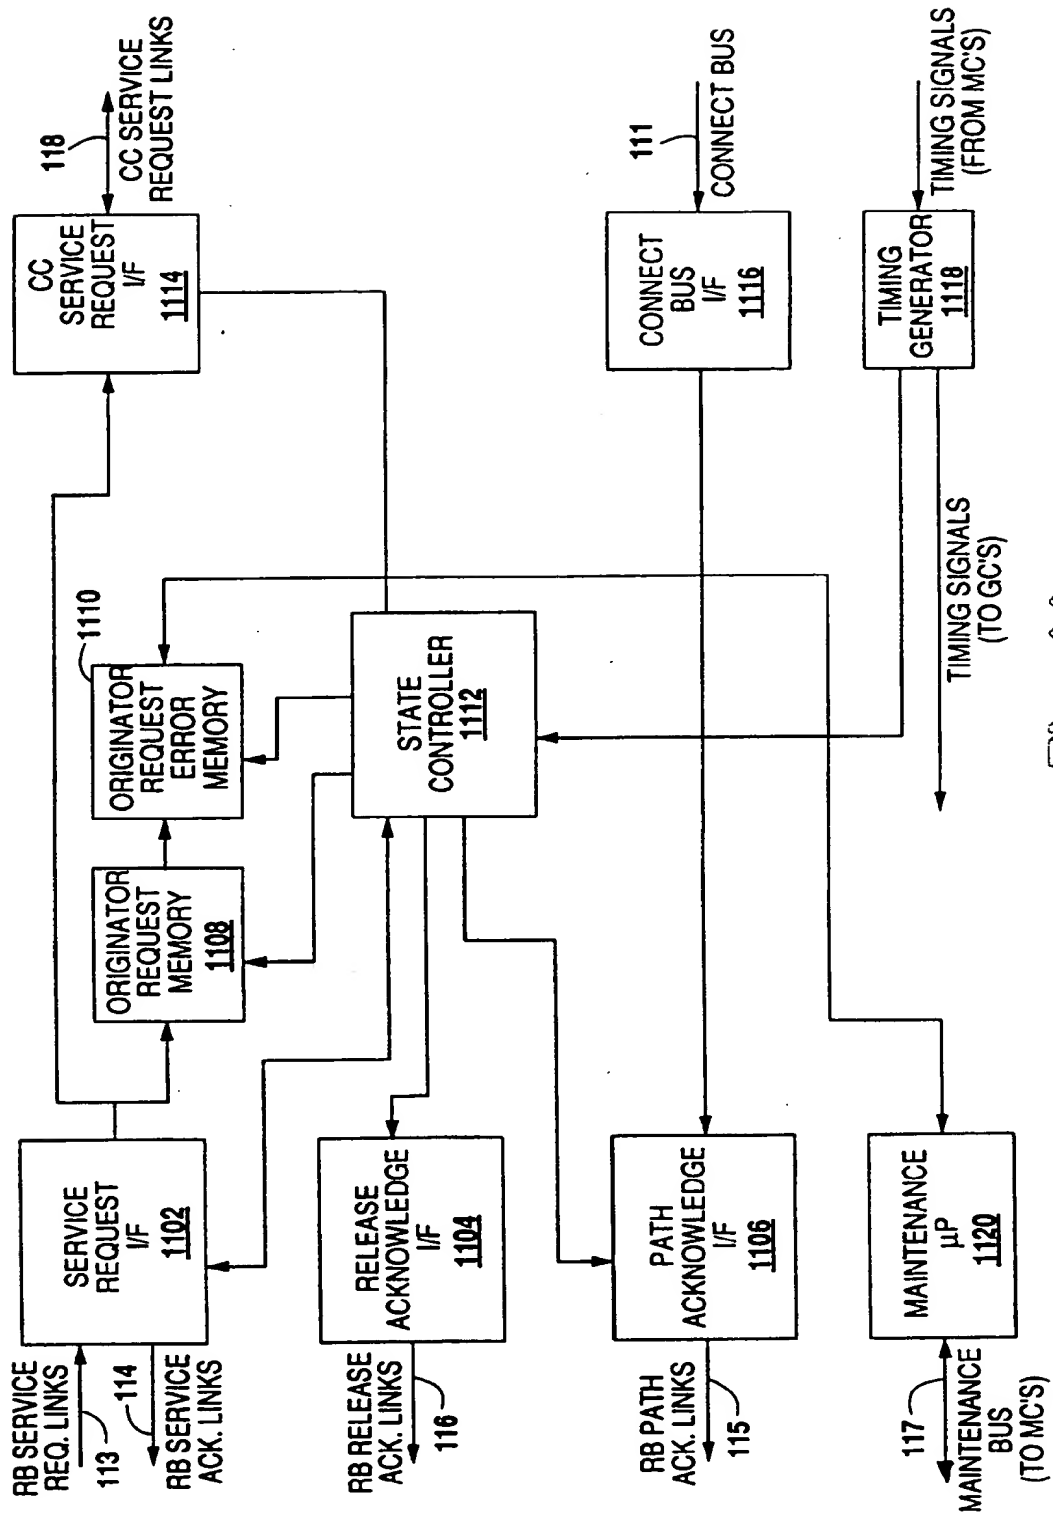 RB SERVICE
REQ. LINKS
113
114
RB SERVICE
ACK. LINKS
SERVICE
REQUEST
I/F
1102
ORIGINATOR
REQUEST
MEMORY
1108
ORIGINATOR
REQUEST
ERROR
MEMORY
1110
CC
SERVICE
REQUEST
I/F
1114
118
CC SERVICE
REQUEST LINKS
RB RELEASE
ACK. LINKS
116
RELEASE
ACKNOWLEDGE
I/F
1104
STATE
CONTROLLER
1112
RB PATH
ACK. LINKS
115
PATH
ACKNOWLEDGE
I/F
1106
CONNECT
BUS
I/F
1116
111
CONNECT BUS
117
MAINTENANCE
BUS
(TO MC'S)
MAINTENANCE
µP
1120
TIMING SIGNALS
(TO GC'S)
TIMING
GENERATOR
1118
TIMING SIGNALS
(FROM MC'S)